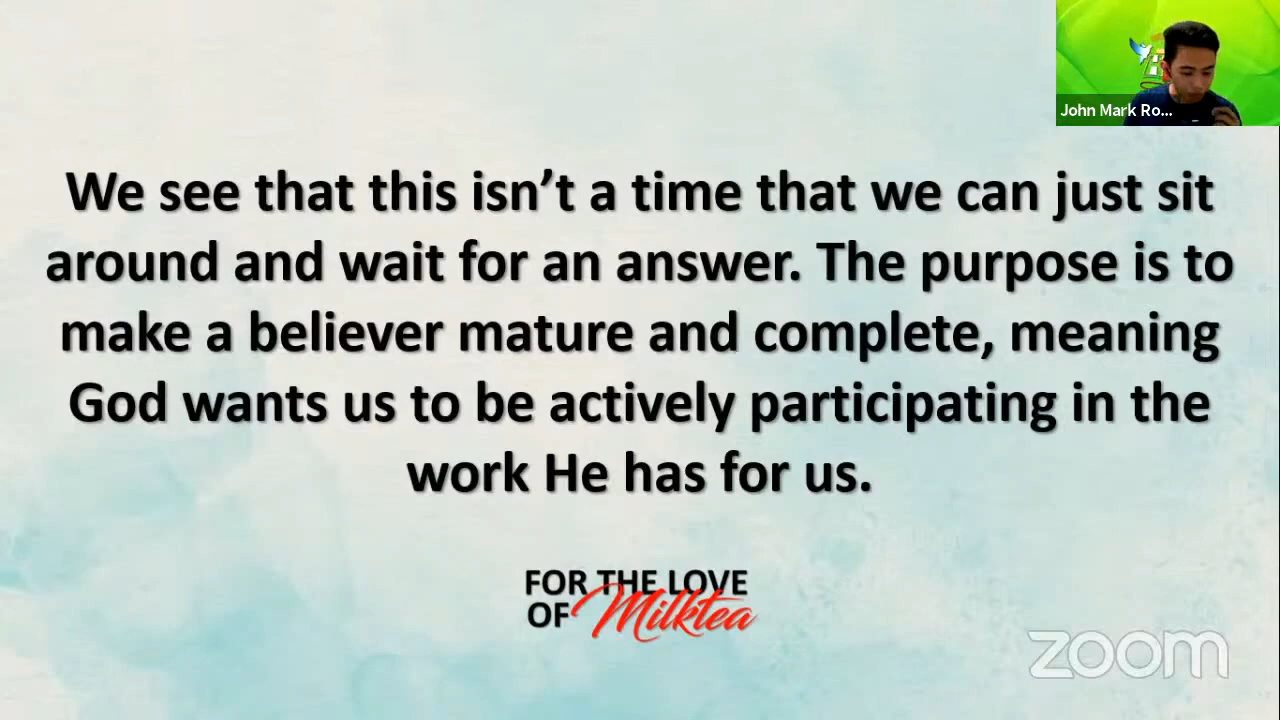 John Mark Ro...
We see that this isn’t a time that we can just sit
around and wait for an answer. The purpose is to
make a believer mature and complete, meaning
God wants us to be actively participating in the
work He has for us.
FOR THE LOVE
OF Milktea
zoom